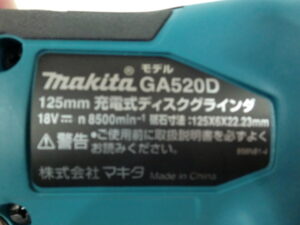 モデル
makita® GA520D
125mm 充電式ディスクグラインダ
18V⎓ n 8500min⁻¹ 砥石寸法:125X6X22.23mm
⚠警告 •ご使用前に取扱説明書を必ずよく
お読みください。
株式会社 マキタ Made in China